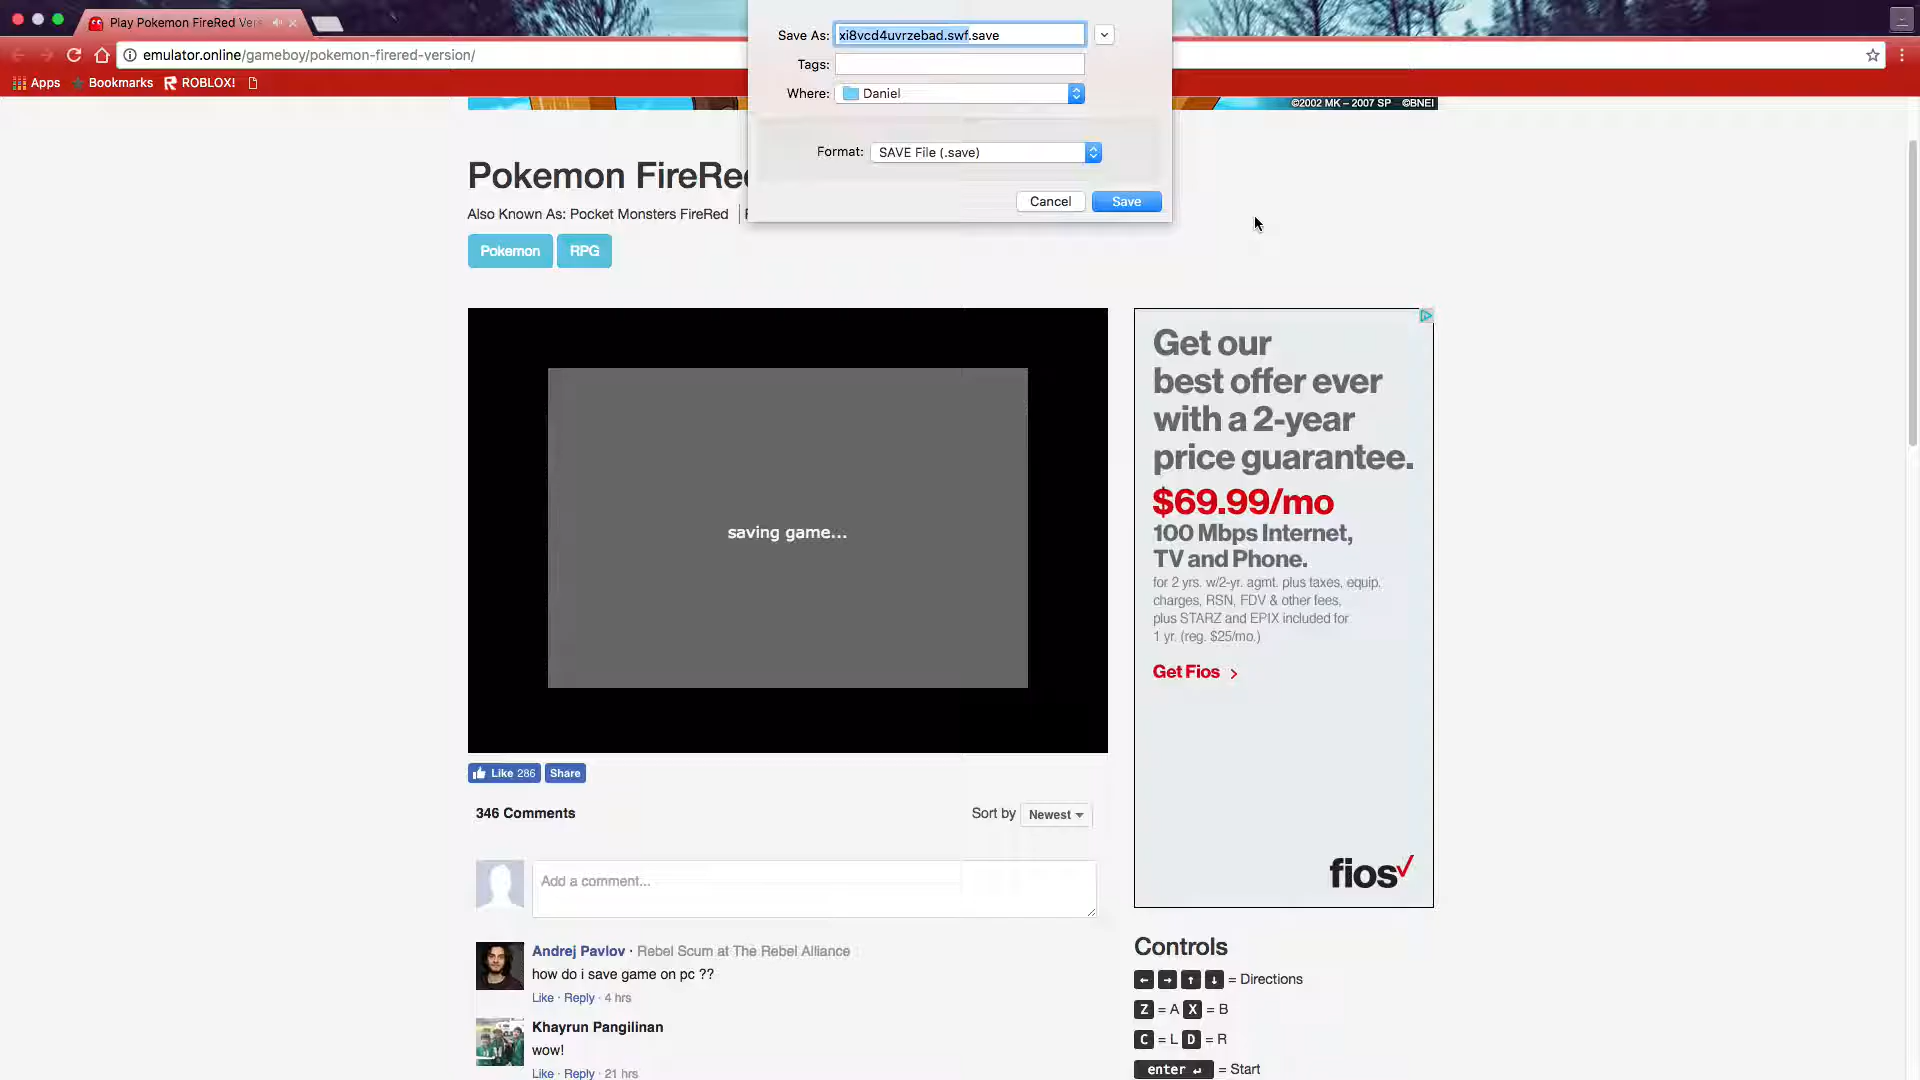 Play Pokemon FireRed Vers
emulator.online/gameboy/pokemon-firered-version/
Apps
Bookmarks
ROBLOX!
Save As: xi8vcd4uvrzebad.swf.save
Tags:
Where: Daniel
Format: SAVE File (.save)
Cancel
Save
©2002 MK – 2007 SP ©BNEI
Pokemon FireRed
Also Known As: Pocket Monsters FireRed
Pokemon
RPG
saving game...
Get our
best offer ever
with a 2-year
price guarantee.
$69.99/mo
100 Mbps Internet,
TV and Phone.
for 2 yrs. w/2-yr. agmt. plus taxes, equip.
charges, RSN, FDV & other fees,
plus STARZ and EPIX included for
1 yr. (reg. $25/mo.)
Get Fios >
fios✓
Like 286
Share
346 Comments
Sort by Newest
Add a comment...
Andrej Pavlov · Rebel Scum at The Rebel Alliance
how do i save game on pc ??
Like · Reply · 4 hrs
Khayrun Pangilinan
wow!
Like · Reply · 21 hrs
Controls
← → ↑ ↓ = Directions
Z = A X = B
C = L D = R
enter ↵ = Start